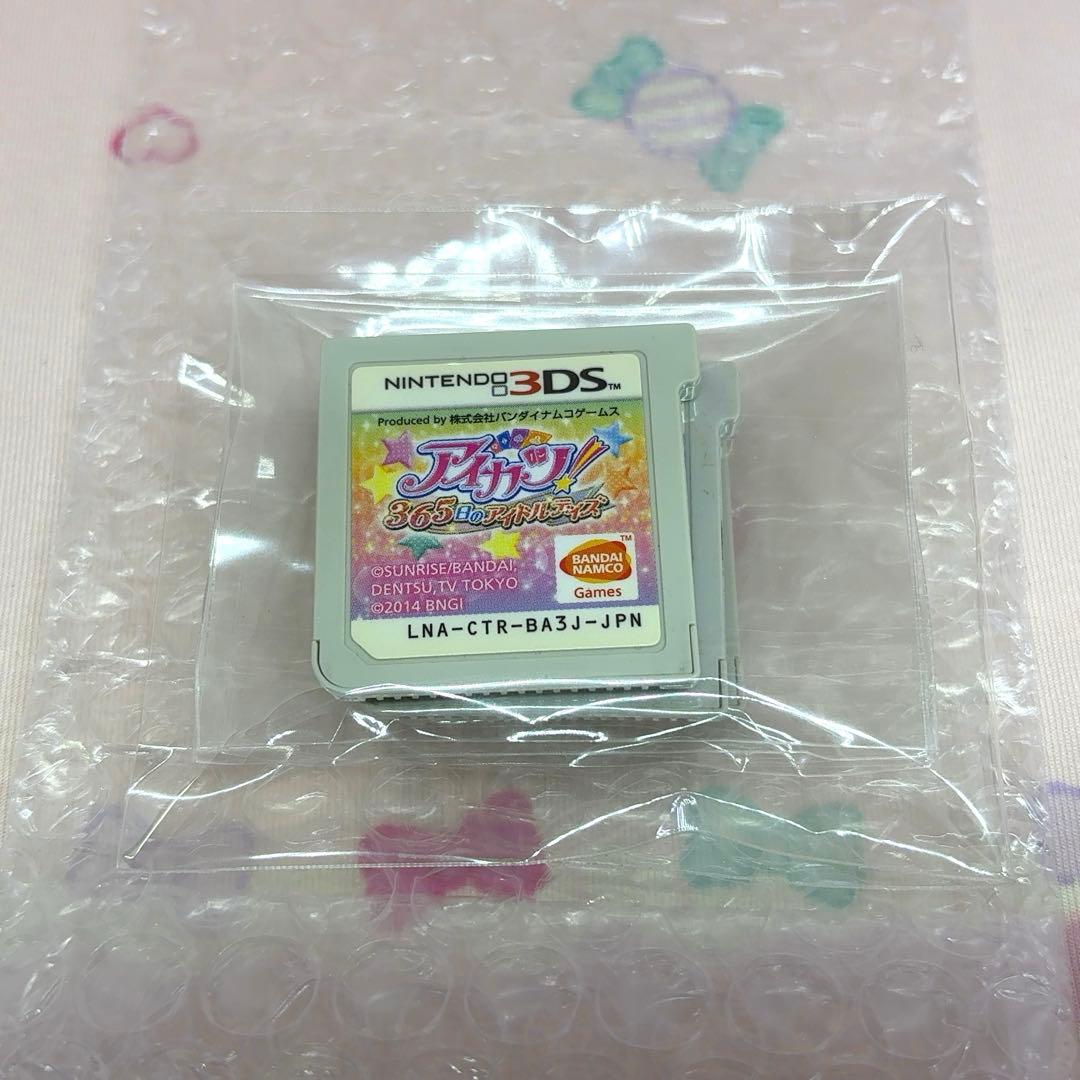 NINTENDO 3DS™
Produced by 株式会社バンダイナムコゲームス
アイカツ!
365日のアイドルデイズ
BANDAI
NAMCO
Games
™
©SUNRISE/BANDAI,
DENTSU,TV TOKYO
©2014 BNGI
LNA-CTR-BA3J-JPN